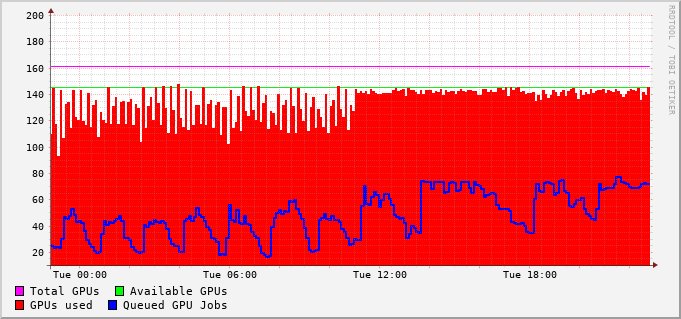 200
180
160
140
120
100
80
60
40
20
Tue 00:00 Tue 06:00 Tue 12:00 Tue 18:00
Total GPUs Available GPUs
GPUs used Queued GPU Jobs
RRDTOOL / TOBI OETIKER